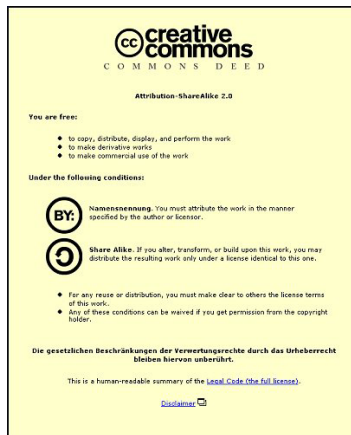 cc creative
commons
COMMONS DEED
Attribution-ShareAlike 2.0
You are free:
● to copy, distribute, display, and perform the work
● to make derivative works
● to make commercial use of the work
Under the following conditions:
BY:
Namensnennung. You must attribute the work in the manner
specified by the author or licensor.
Share Alike. If you alter, transform, or build upon this work, you may
distribute the resulting work only under a license identical to this one.
● For any reuse or distribution, you must make clear to others the license terms
of this work.
● Any of these conditions can be waived if you get permission from the copyright
holder.
Die gesetzlichen Beschränkungen der Verwertungsrechte durch das Urheberrecht
bleiben hiervon unberührt.
This is a human-readable summary of the Legal Code (the full license).
Disclaimer